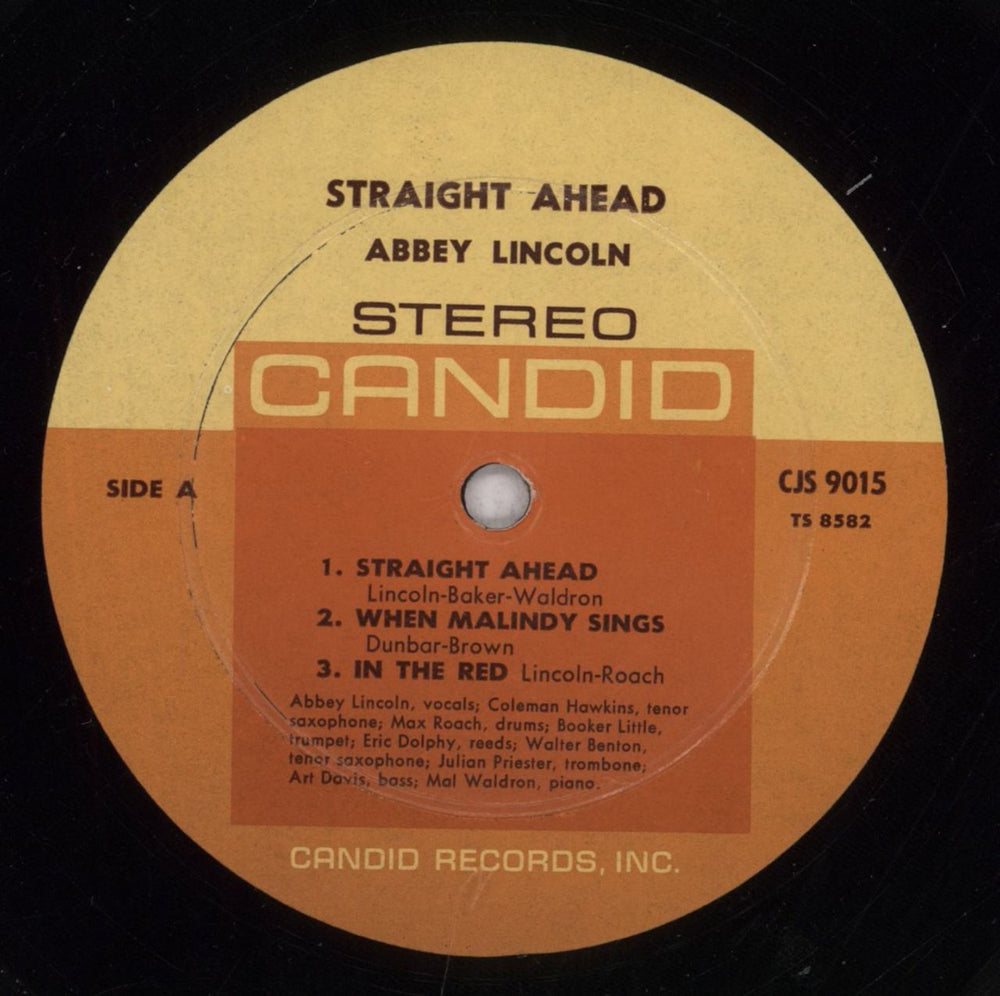 STRAIGHT AHEAD
ABBEY LINCOLN
STEREO
CANDID
SIDE A
CJS 9015
TS 8582
1. STRAIGHT AHEAD
Lincoln-Baker-Waldron
2. WHEN MALINDY SINGS
Dunbar-Brown
3. IN THE RED Lincoln-Roach
Abbey Lincoln, vocals; Coleman Hawkins, tenor
saxophone; Max Roach, drums; Booker Little,
trumpet; Eric Dolphy, reeds; Walter Benton,
tenor saxophone; Julian Priester, trombone;
Art Davis, bass; Mal Waldron, piano.
CANDID RECORDS, INC.